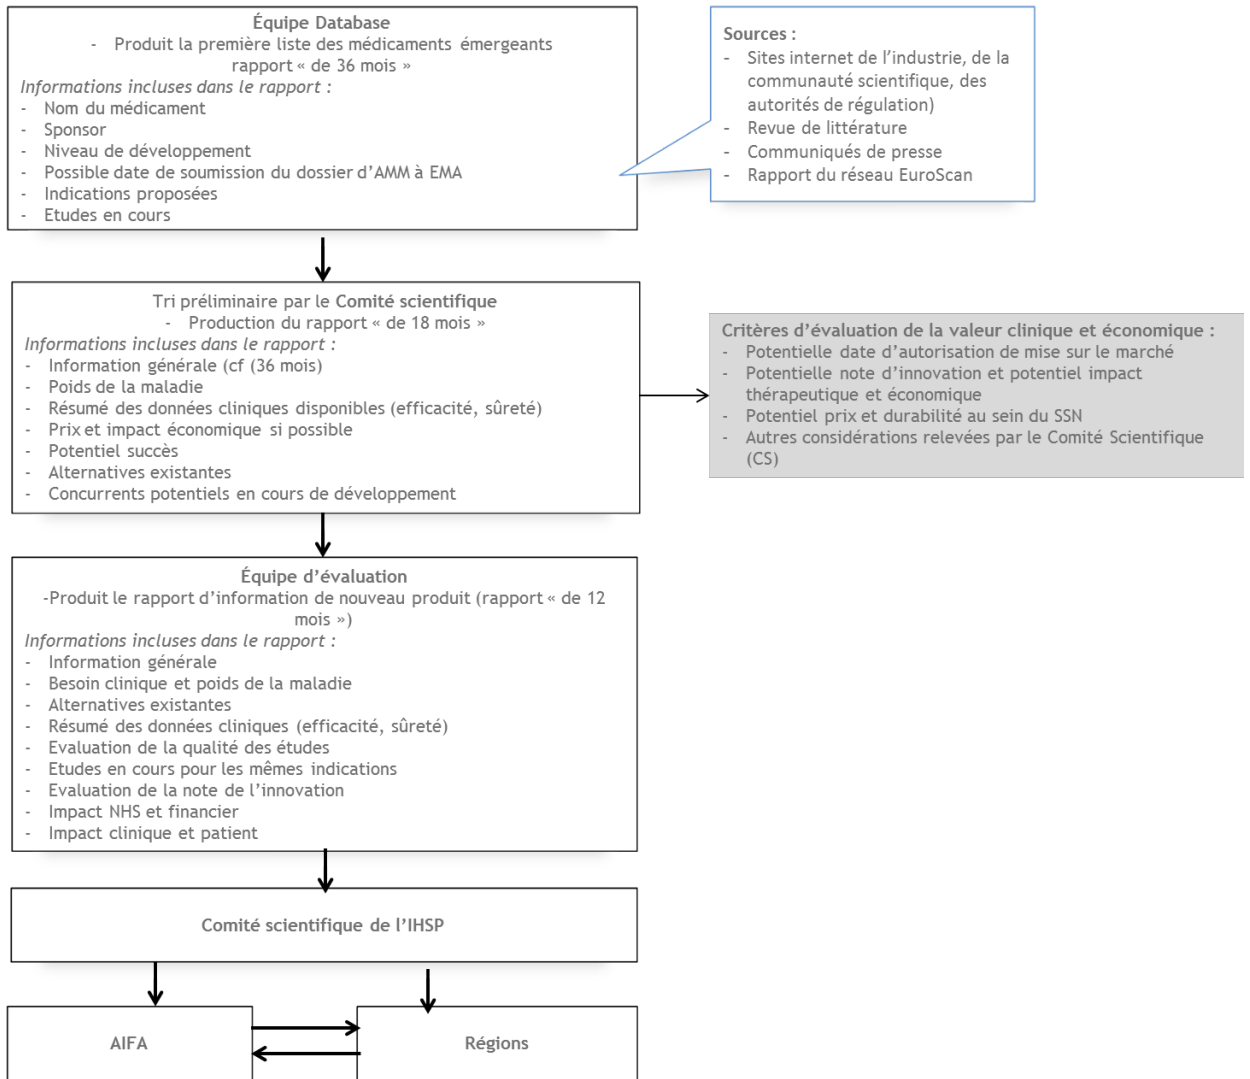 Équipe Database
- Produit la première liste des médicaments émergeants
rapport « de 36 mois »
Informations incluses dans le rapport :
- Nom du médicament
- Sponsor
- Niveau de développement
- Possible date de soumission du dossier d’AMM à EMA
- Indications proposées
- Etudes en cours
Sources :
- Sites internet de l’industrie, de la
communauté scientifique, des
autorités de régulation)
- Revue de littérature
- Communiqués de presse
- Rapport du réseau EuroScan
Tri préliminaire par le Comité scientifique
- Production du rapport « de 18 mois »
Informations incluses dans le rapport :
- Information générale (cf (36 mois)
- Poids de la maladie
- Résumé des données cliniques disponibles (efficacité, sûreté)
- Prix et impact économique si possible
- Potentiel succès
- Alternatives existantes
- Concurrents potentiels en cours de développement
Critères d’évaluation de la valeur clinique et économique :
- Potentielle date d’autorisation de mise sur le marché
- Potentielle note d’innovation et potentiel impact
thérapeutique et économique
- Potentiel prix et durabilité au sein du SSN
- Autres considérations relevées par le Comité Scientifique
(CS)
Équipe d’évaluation
-Produit le rapport d’information de nouveau produit (rapport « de 12
mois »)
Informations incluses dans le rapport :
- Information générale
- Besoin clinique et poids de la maladie
- Alternatives existantes
- Résumé des données cliniques (efficacité, sûreté)
- Evaluation de la qualité des études
- Etudes en cours pour les mêmes indications
- Evaluation de la note de l’innovation
- Impact NHS et financier
- Impact clinique et patient
Comité scientifique de l’IHSP
AIFA
Régions